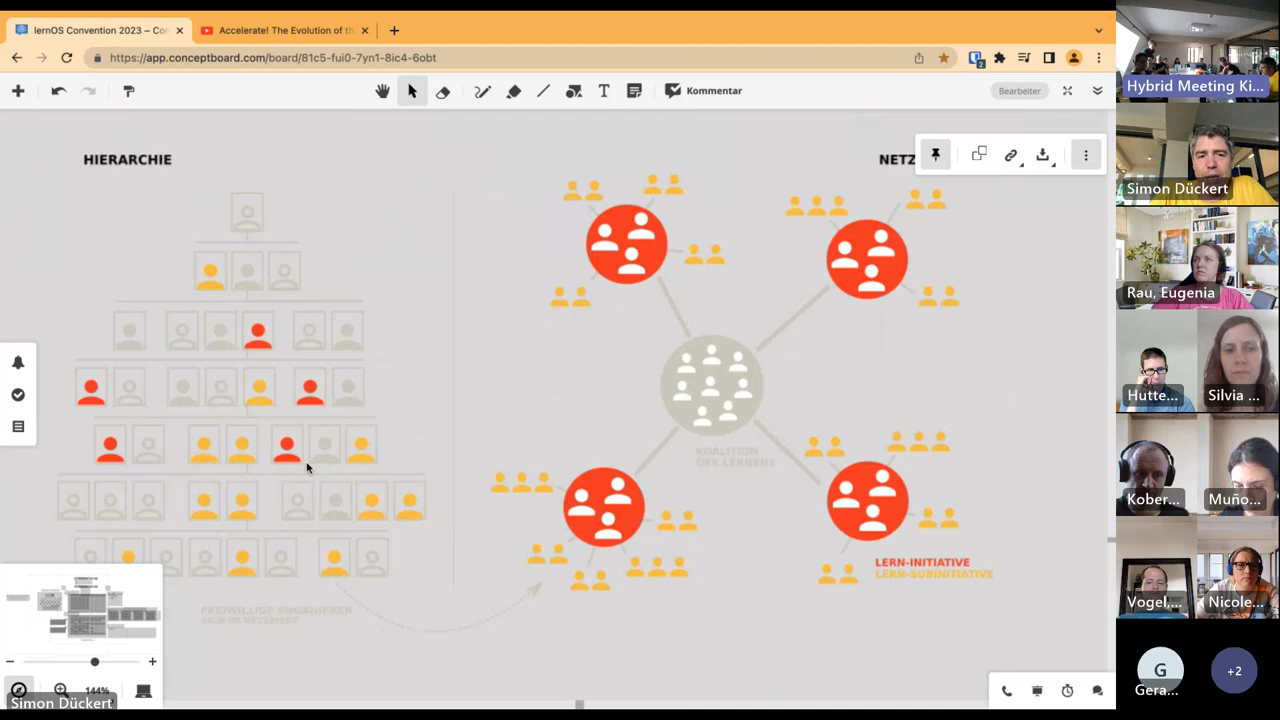 lernOS Convention 2023 – Co
Accelerate! The Evolution of th
https://app.conceptboard.com/board/81c5-fui0-7yn1-8ic4-6obt
2
T
Kommentar
Bearbeiter
HIERARCHIE
NETZ
KOALITION
DES LERNENS
LERN-INITIATIVE
LERN-SUBINITIATIVE
FREIWILLIGE ENGANIEREN
SICH IM NETZWERK
144%
Simon Dückert
Hybrid Meeting Ki...
Simon Dückert
Rau, Eugenia
Hutte...
Silvia ...
Kober...
Muño...
Vogel,...
Nicole...
G
Gera...
+2